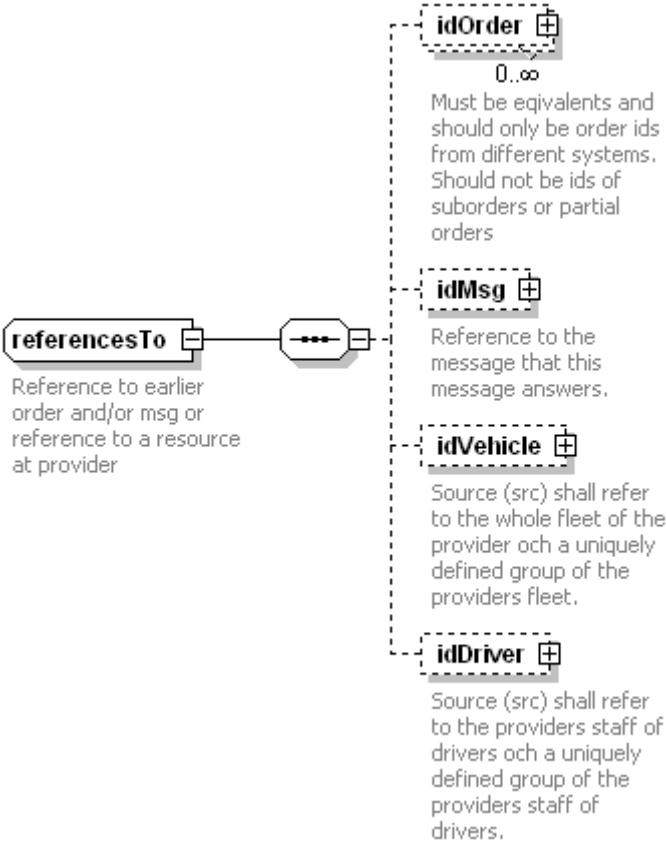 idOrder
0..∞
Must be eqivalents and
should only be order ids
from different systems.
Should not be ids of
suborders or partial
orders
idMsg
Reference to the
message that this
message answers.
referencesTo
Reference to earlier
order and/or msg or
reference to a resource
at provider
idVehicle
Source (src) shall refer
to the whole fleet of the
provider och a uniquely
defined group of the
providers fleet.
idDriver
Source (src) shall refer
to the providers staff of
drivers och a uniquely
defined group of the
providers staff of
drivers.